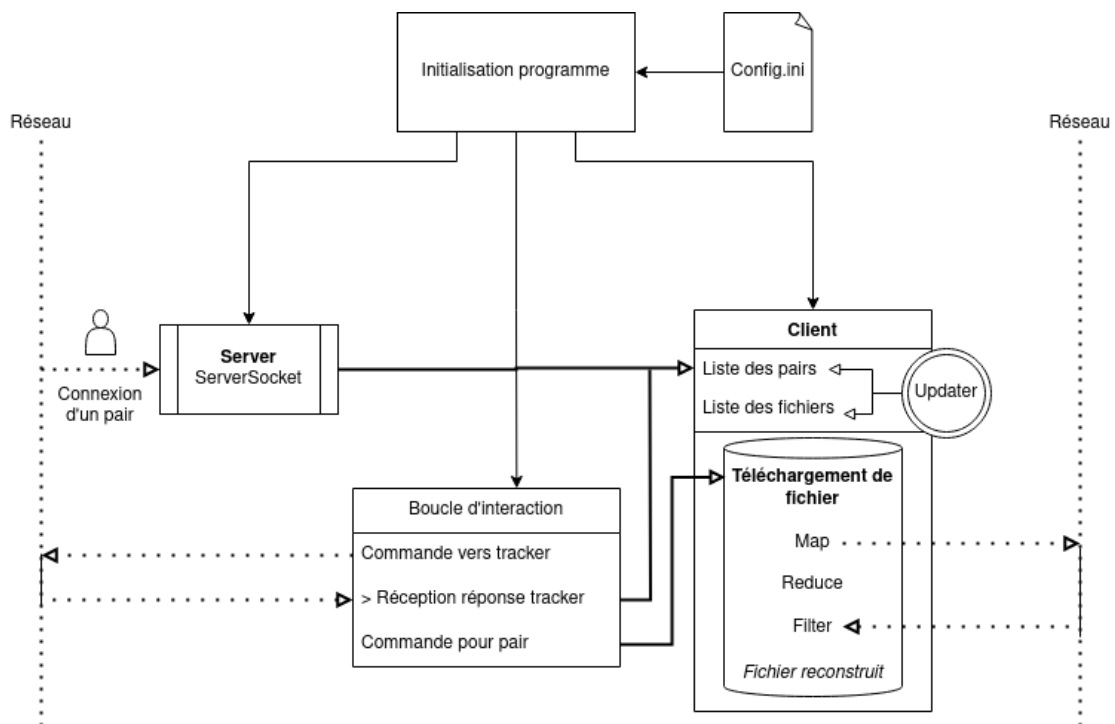 Initialisation programme
Config.ini
Réseau
Réseau
Connexion
d'un pair
Server
ServerSocket
Client
Liste des pairs
Liste des fichiers
Updater
Boucle d'interaction
Commande vers tracker
> Réception réponse tracker
Commande pour pair
Téléchargement de
fichier
Map
Reduce
Filter
Fichier reconstruit